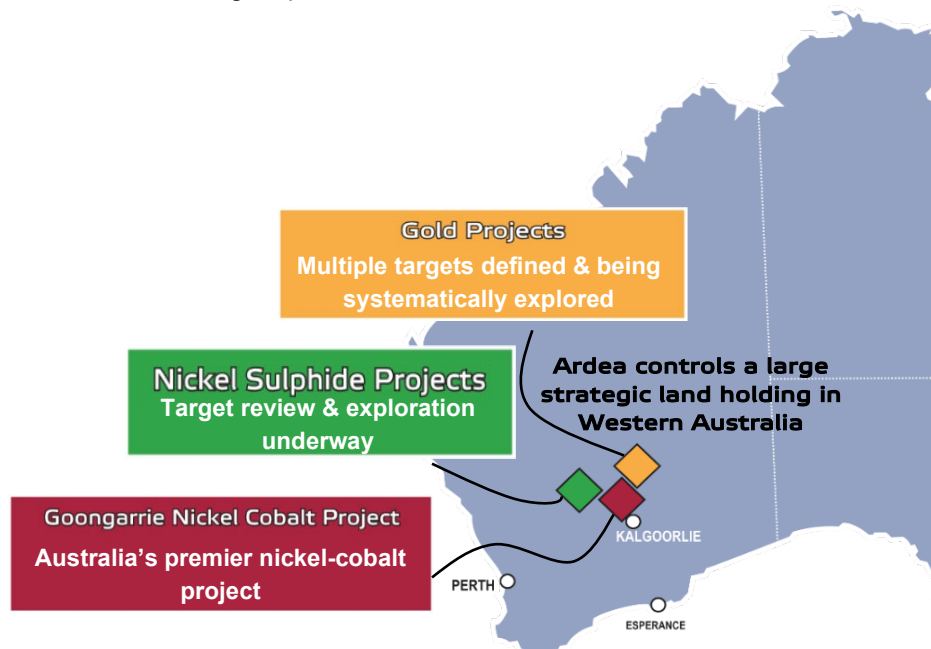 Gold Projects
Multiple targets defined & being
systematically explored
Ardea controls a large
strategic land holding in
Western Australia
Nickel Sulphide Projects
Target review & exploration
underway
Goongarrie Nickel Cobalt Project
Australia’s premier nickel-cobalt
project
KALGOORLIE
PERTH
ESPERANCE